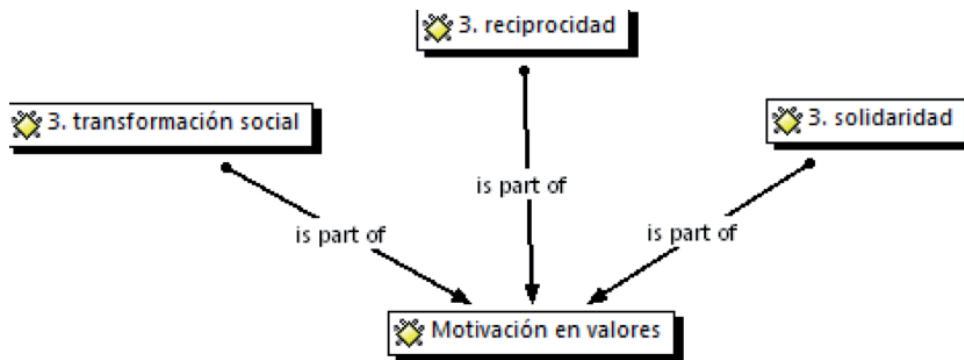 3. reciprocidad
3. transformación social
3. solidaridad
is part of
is part of
is part of
Motivación en valores